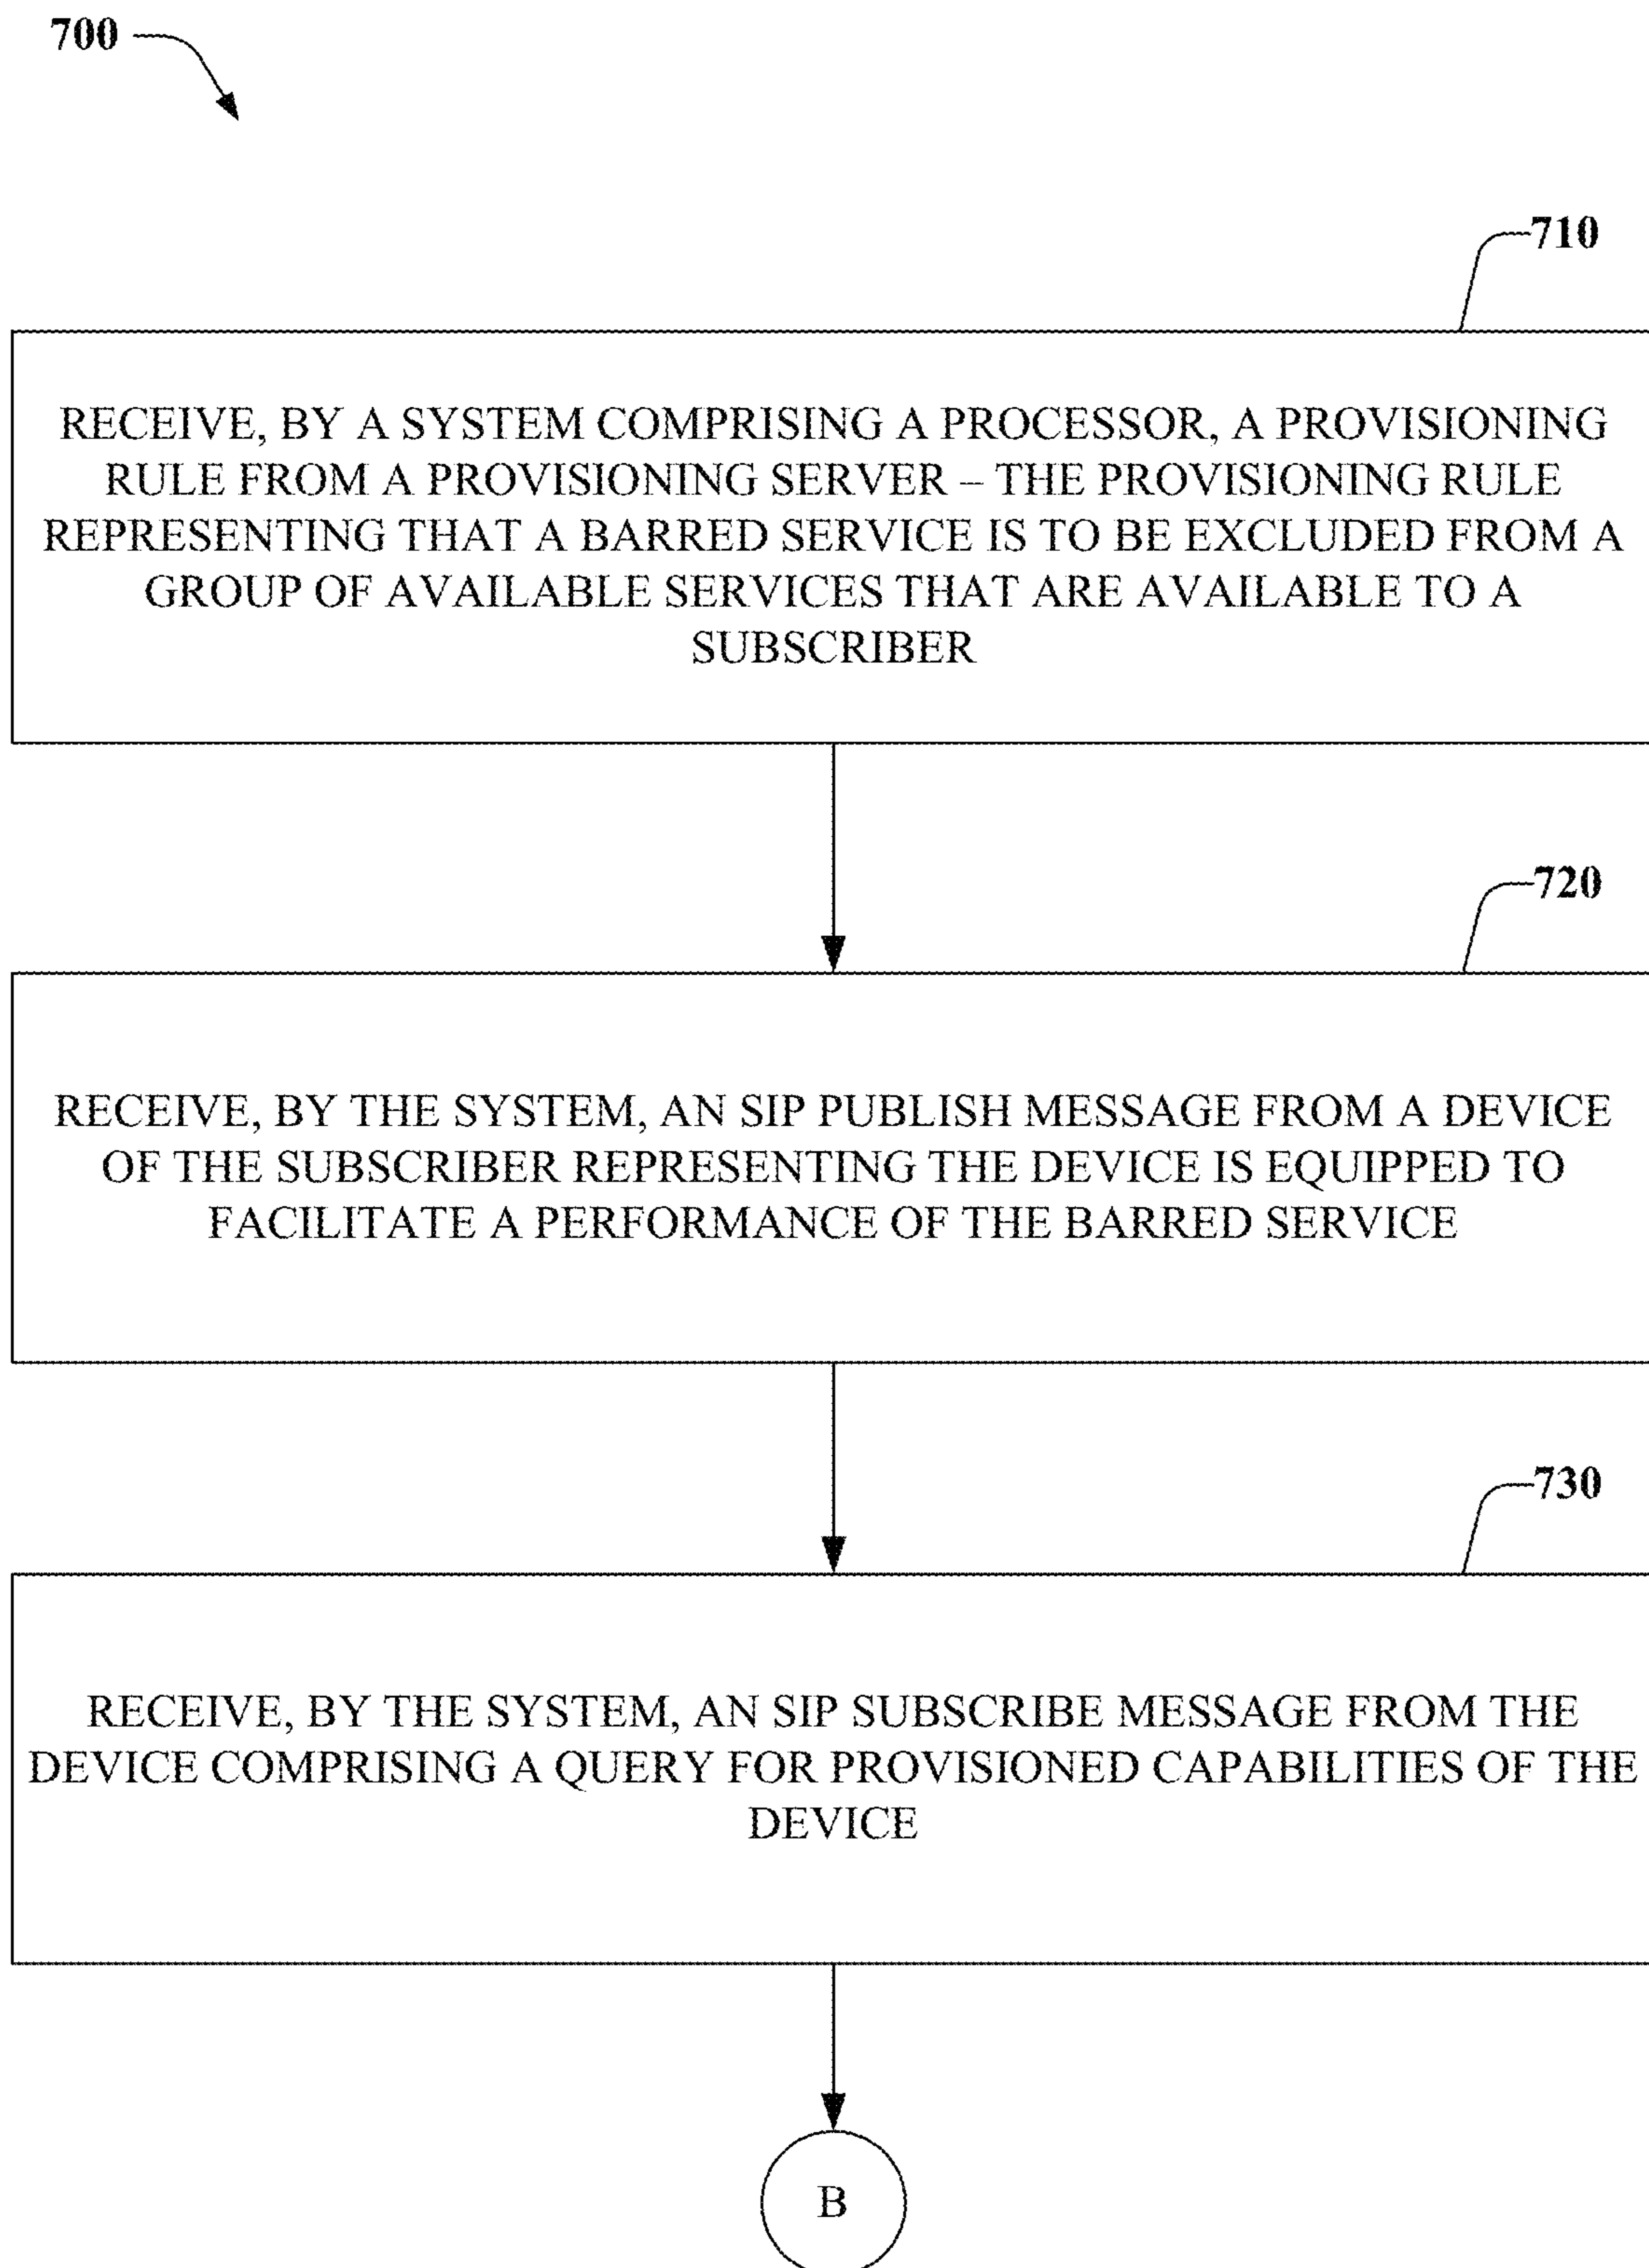 700
710
RECEIVE, BY A SYSTEM COMPRISING A PROCESSOR, A PROVISIONING
RULE FROM A PROVISIONING SERVER – THE PROVISIONING RULE
REPRESENTING THAT A BARRED SERVICE IS TO BE EXCLUDED FROM A
GROUP OF AVAILABLE SERVICES THAT ARE AVAILABLE TO A
SUBSCRIBER
720
RECEIVE, BY THE SYSTEM, AN SIP PUBLISH MESSAGE FROM A DEVICE
OF THE SUBSCRIBER REPRESENTING THE DEVICE IS EQUIPPED TO
FACILITATE A PERFORMANCE OF THE BARRED SERVICE
730
RECEIVE, BY THE SYSTEM, AN SIP SUBSCRIBE MESSAGE FROM THE
DEVICE COMPRISING A QUERY FOR PROVISIONED CAPABILITIES OF THE
DEVICE
B